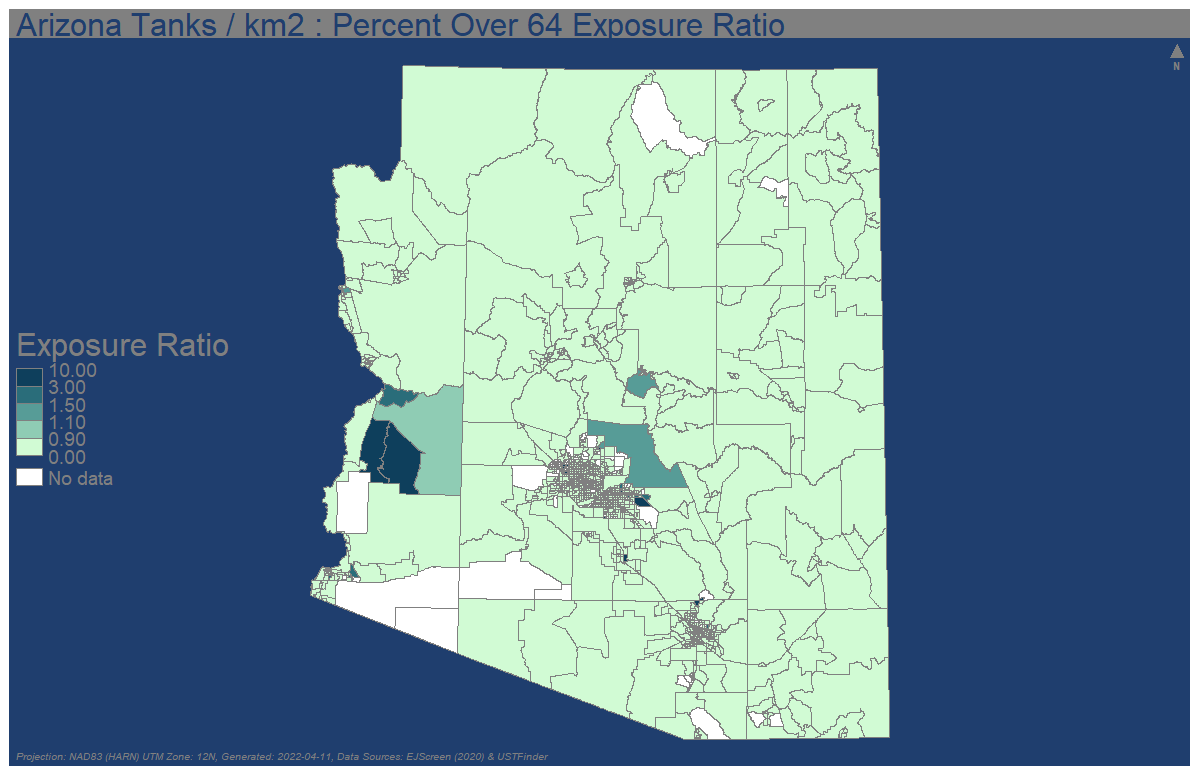 Arizona Tanks / km2 : Percent Over 64 Exposure Ratio
N
Exposure Ratio
10.00
3.00
1.50
1.10
0.90
0.00
No data
Projection: NAD83 (HARN) UTM Zone: 12N, Generated: 2022-04-11, Data Sources: EJScreen (2020) & USTFinder